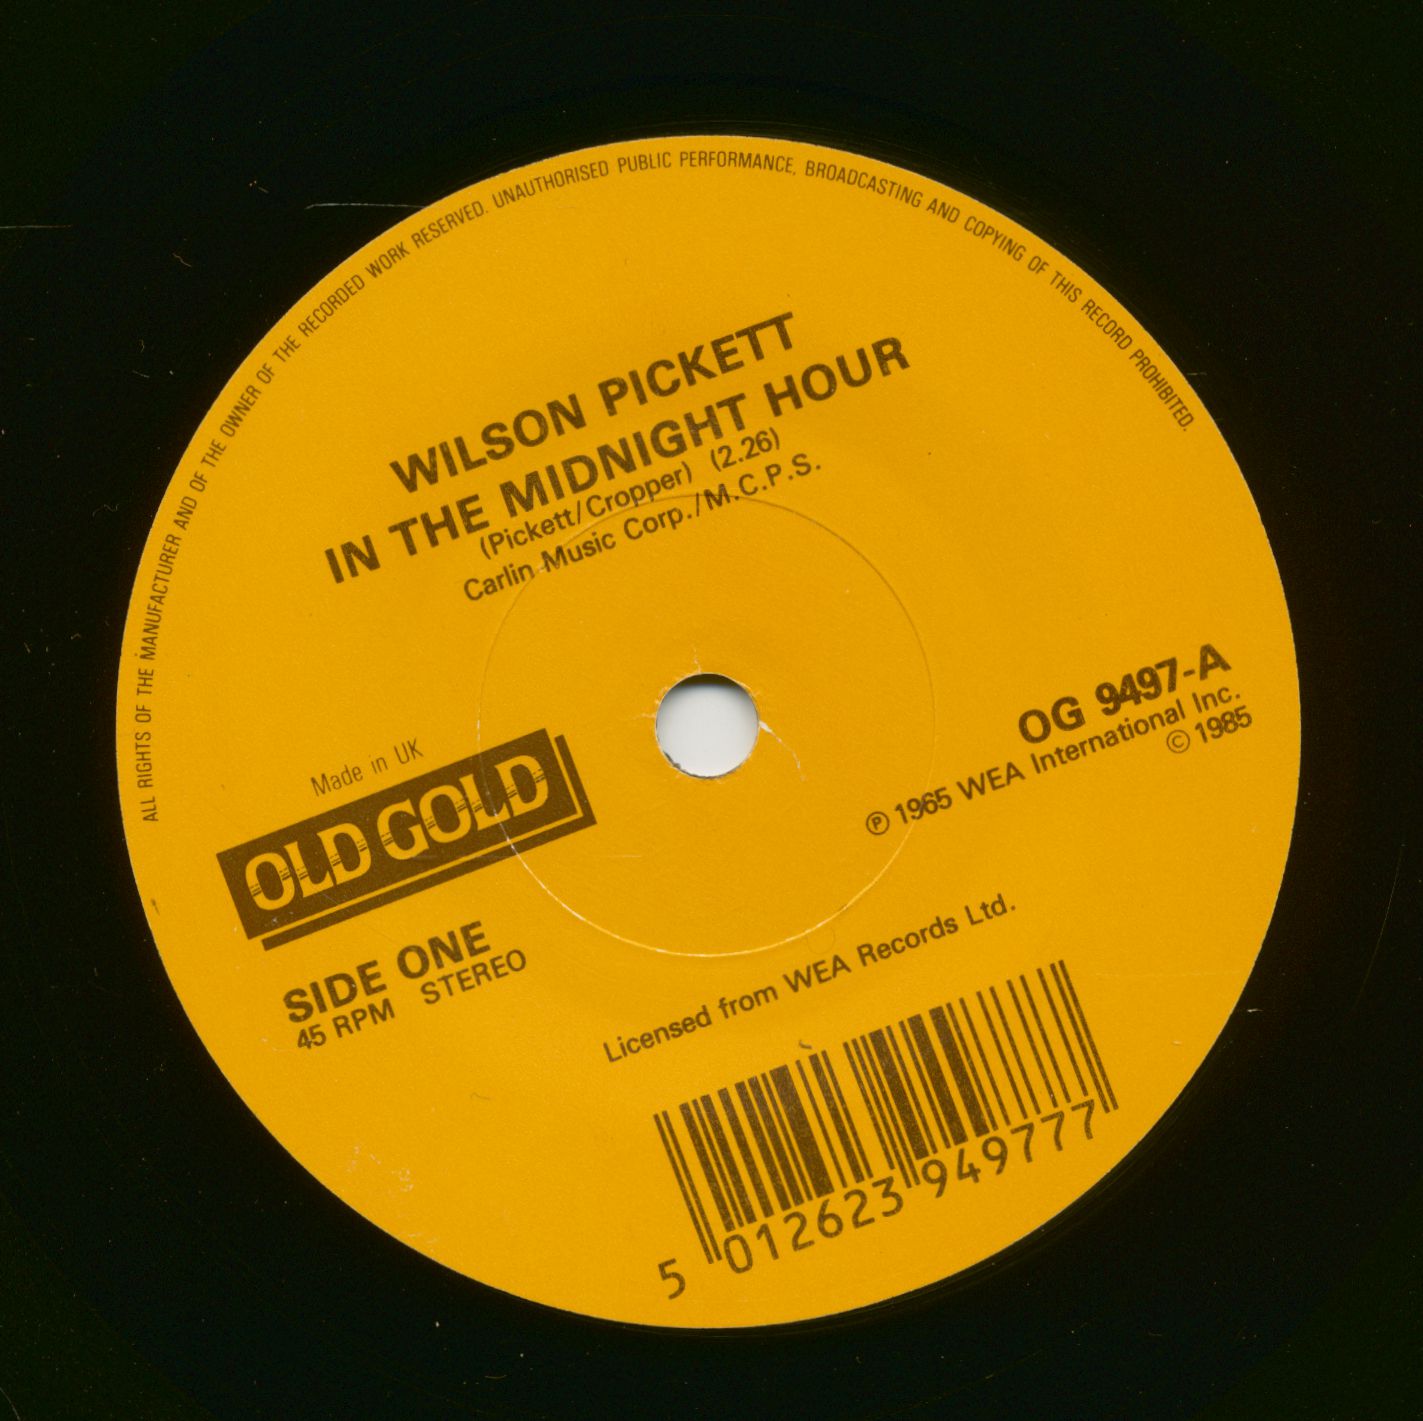 ALL RIGHTS OF THE MANUFACTURER AND OF THE OWNER OF THE RECORDED WORK RESERVED. UNAUTHORISED PUBLIC PERFORMANCE, BROADCASTING AND COPYING OF THIS RECORD PROHIBITED.
WILSON PICKETT
IN THE MIDNIGHT HOUR
(Pickett/Cropper) (2.26)
Carlin Music Corp./M.C.P.S.
Made in UK
OLD GOLD
SIDE ONE
45 RPM STEREO
OG 9497-A
℗ 1965 WEA International Inc.
© 1985
Licensed from WEA Records Ltd.
5 012623 949777